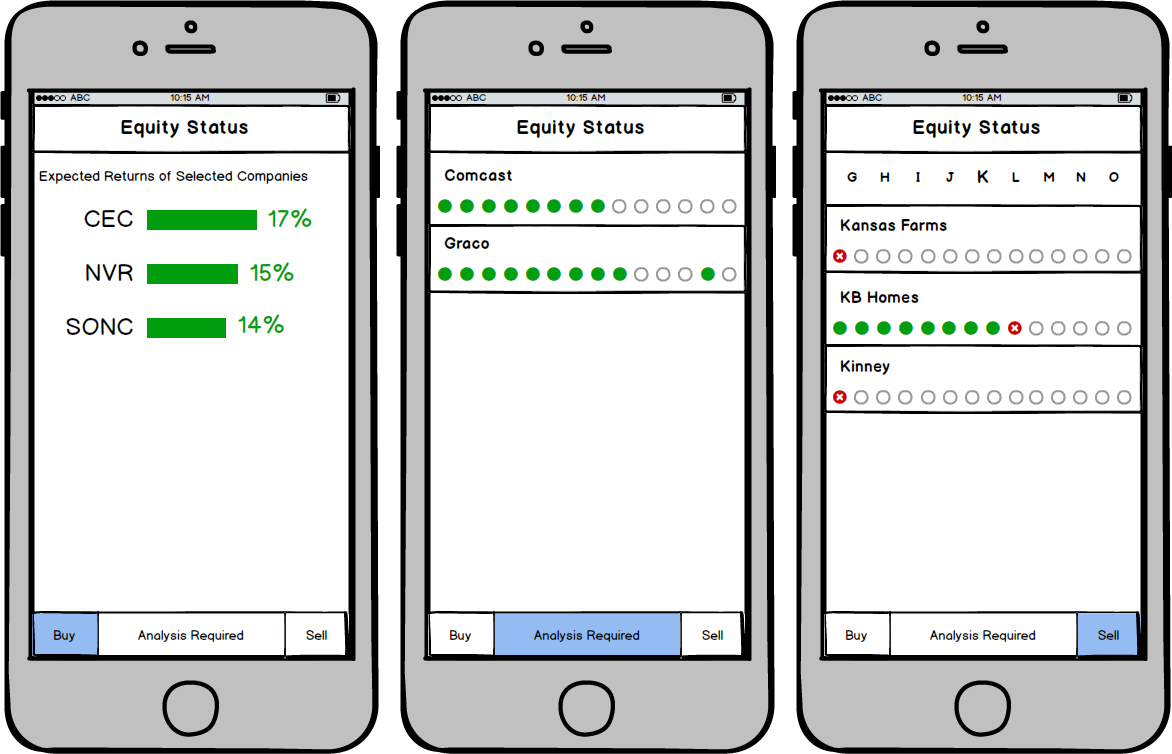 ABC 10:15 AM
Equity Status
Expected Returns of Selected Companies
CEC 17%
NVR 15%
SONC 14%
Buy Analysis Required Sell
ABC 10:15 AM
Equity Status
Comcast
Graco
Buy Analysis Required Sell
ABC 10:15 AM
Equity Status
G H I J K L M N O
Kansas Farms
KB Homes
Kinney
Buy Analysis Required Sell